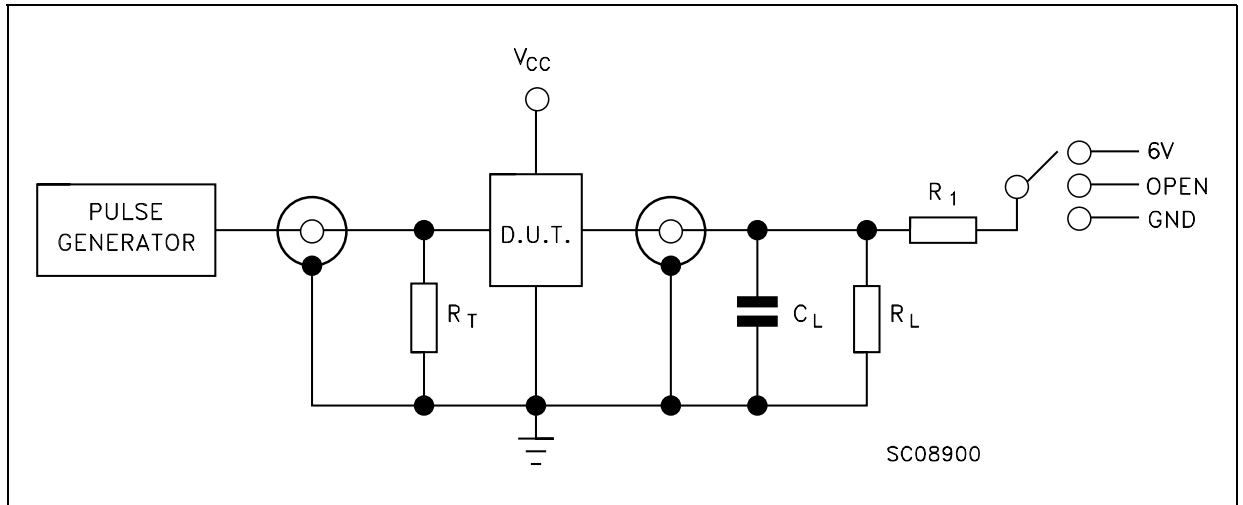 VCC
PULSE
GENERATOR
D.U.T.
RT
CL
RL
R1
6V
OPEN
GND
SC08900